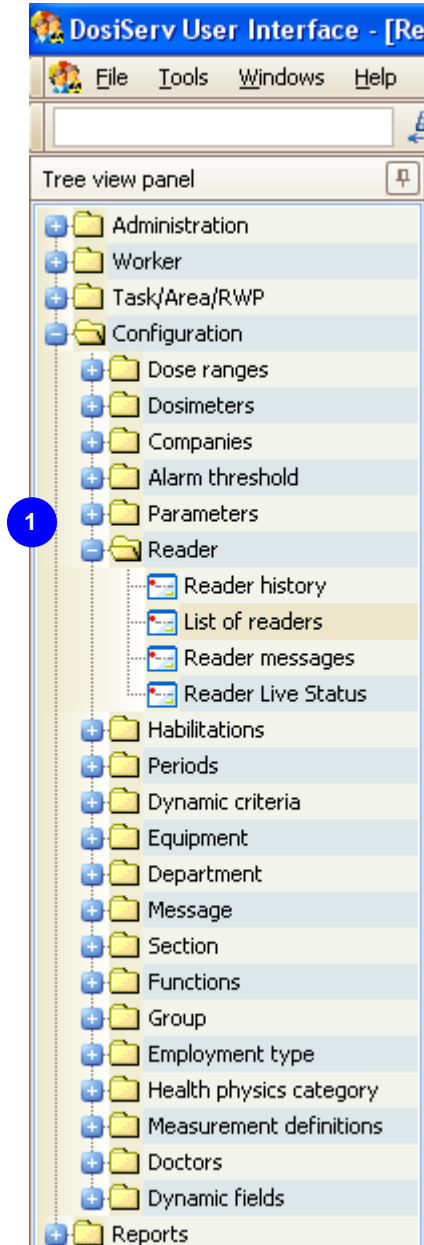 DosiServ User Interface - [Re
File Tools Windows Help
Tree view panel
Administration
Worker
Task/Area/RWP
Configuration
Dose ranges
Dosimeters
Companies
Alarm threshold
1
Parameters
Reader
Reader history
List of readers
Reader messages
Reader Live Status
Habilitations
Periods
Dynamic criteria
Equipment
Department
Message
Section
Functions
Group
Employment type
Health physics category
Measurement definitions
Doctors
Dynamic fields
Reports